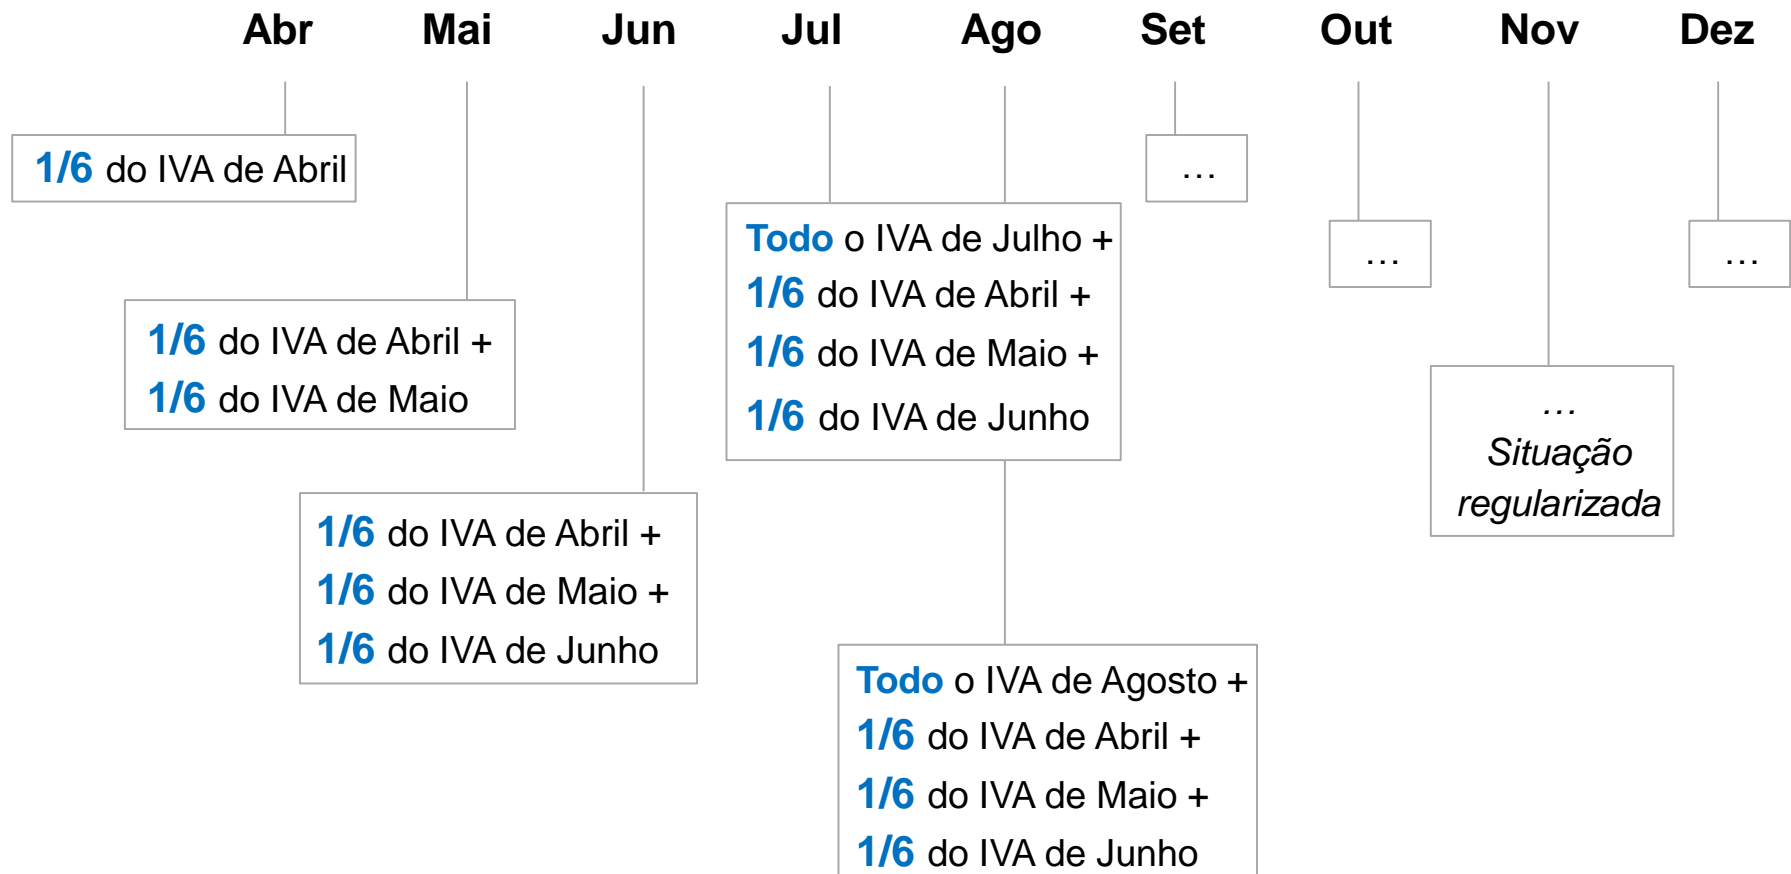 Abr Mai Jun Jul Ago Set Out Nov Dez
1/6 do IVA de Abril
1/6 do IVA de Abril +
1/6 do IVA de Maio
1/6 do IVA de Abril +
1/6 do IVA de Maio +
1/6 do IVA de Junho
Todo o IVA de Julho +
1/6 do IVA de Abril +
1/6 do IVA de Maio +
1/6 do IVA de Junho
Todo o IVA de Agosto +
1/6 do IVA de Abril +
1/6 do IVA de Maio +
1/6 do IVA de Junho
…
…
…
Situação
regularizada
…